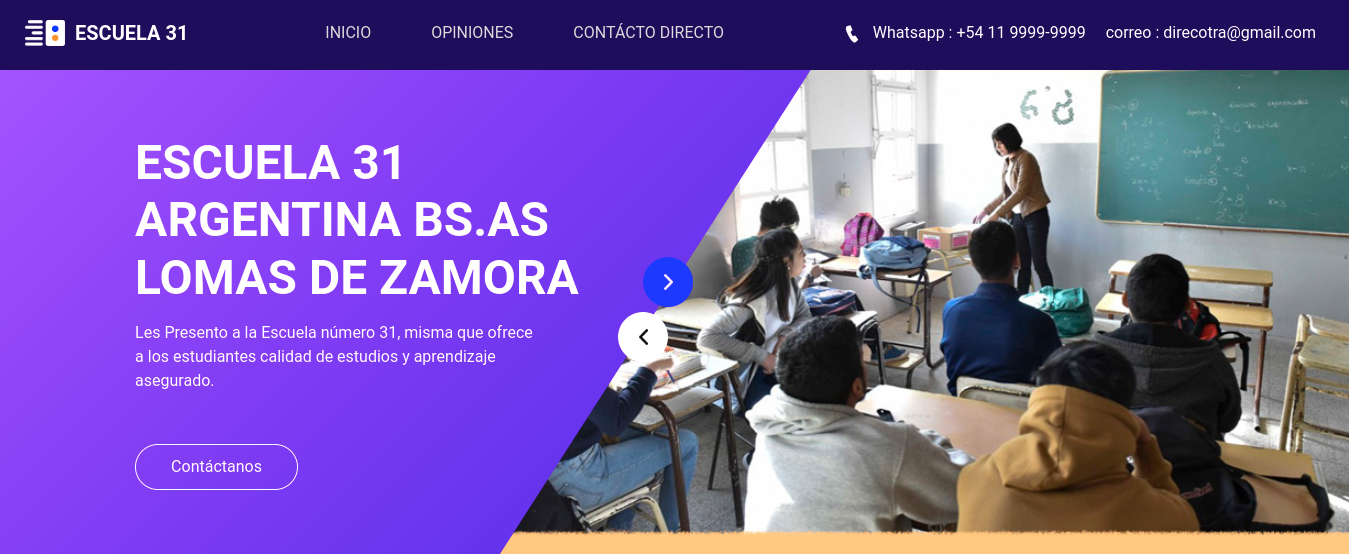 ESCUELA 31
INICIO
OPINIONES
CONTÁCTO DIRECTO
Whatsapp : +54 11 9999-9999
correo : direcotra@gmail.com
ESCUELA 31
ARGENTINA BS.AS
LOMAS DE ZAMORA
Les Presento a la Escuela número 31, misma que ofrece
a los estudiantes calidad de estudios y aprendizaje
asegurado.
Contáctanos